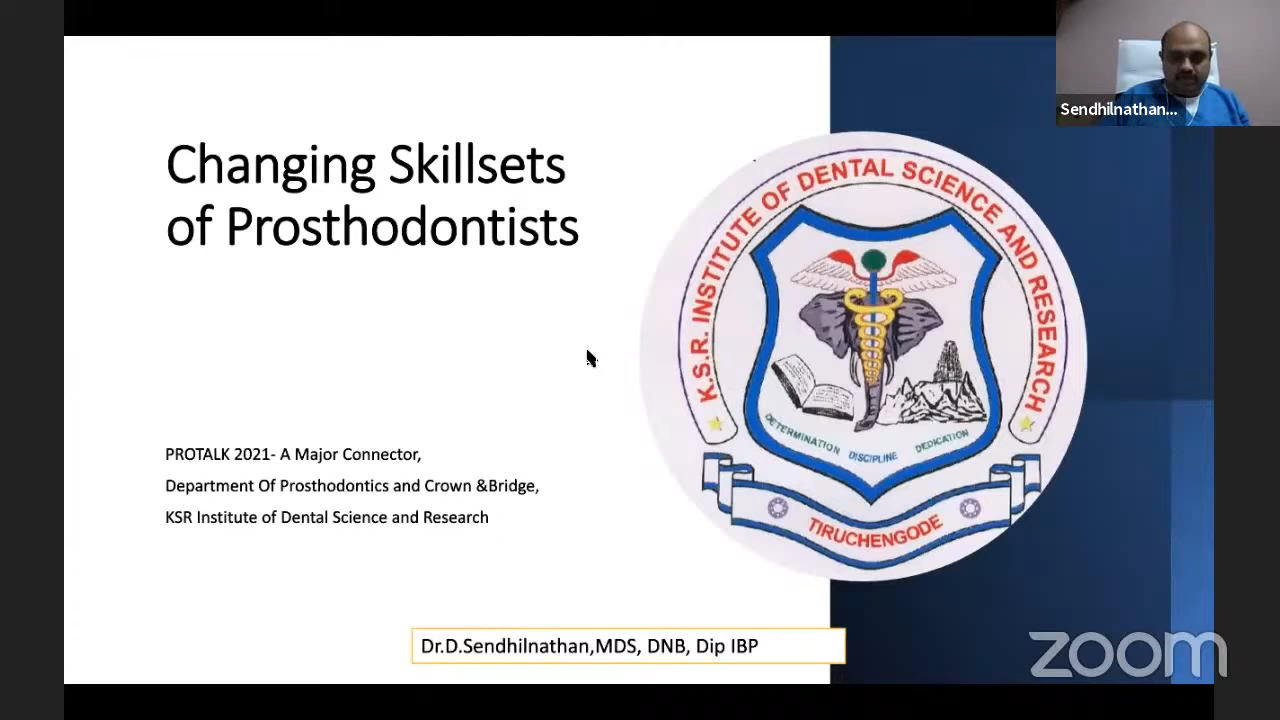 Sendhilnathan...
Changing Skillsets
of Prosthodontists
K.S.R. INSTITUTE OF DENTAL SCIENCE AND RESEARCH
DETERMINATION DISCIPLINE DEDICATION
TIRUCHENGODE
PROTALK 2021- A Major Connector,
Department Of Prosthodontics and Crown &Bridge,
KSR Institute of Dental Science and Research
Dr.D.Sendhilnathan,MDS, DNB, Dip IBP
zoom